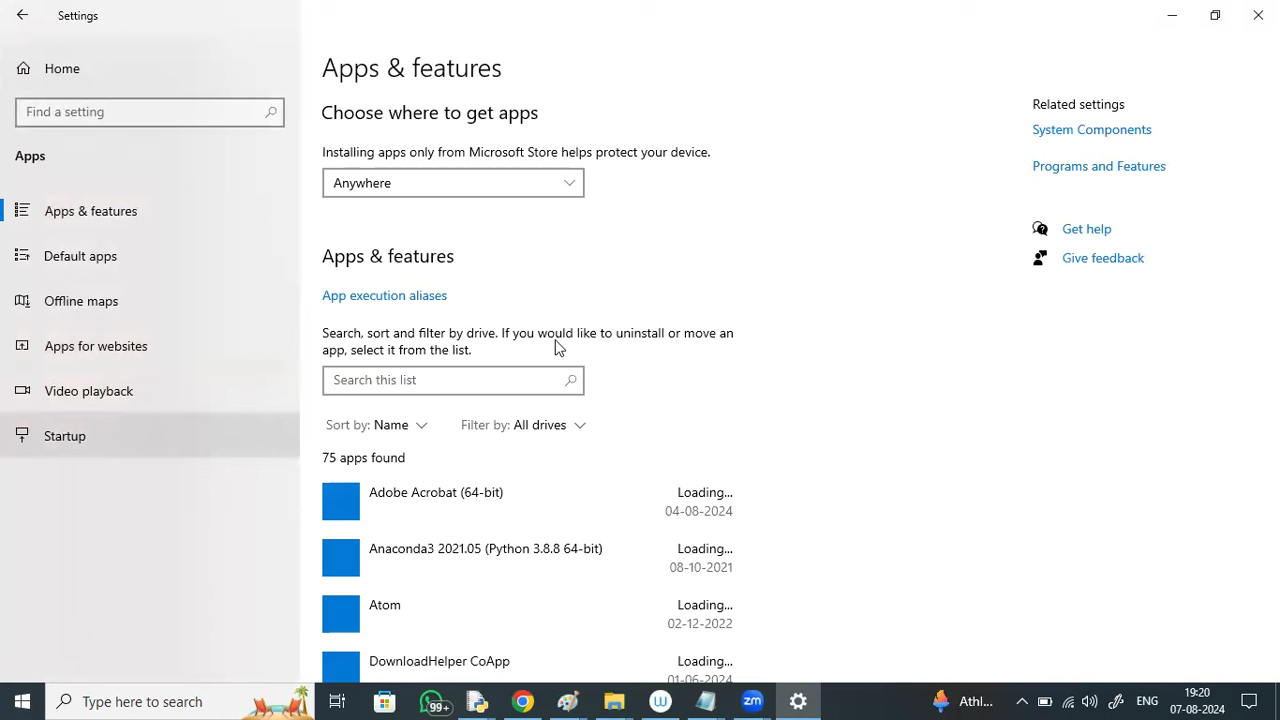 Settings
Home
Find a setting
Apps
Apps & features
Default apps
Offline maps
Apps for websites
Video playback
Startup
Apps & features
Choose where to get apps
Installing apps only from Microsoft Store helps protect your device.
Anywhere
Apps & features
App execution aliases
Search, sort and filter by drive. If you would like to uninstall or move an
app, select it from the list.
Search this list
Sort by: Name Filter by: All drives
75 apps found
Adobe Acrobat (64-bit) Loading...
04-08-2024
Anaconda3 2021.05 (Python 3.8.8 64-bit) Loading...
08-10-2021
Atom Loading...
02-12-2022
DownloadHelper CoApp Loading...
01-06-2024
Related settings
System Components
Programs and Features
Get help
Give feedback
Type here to search
99+
W
zm
Athl...
ENG
19:20
07-08-2024